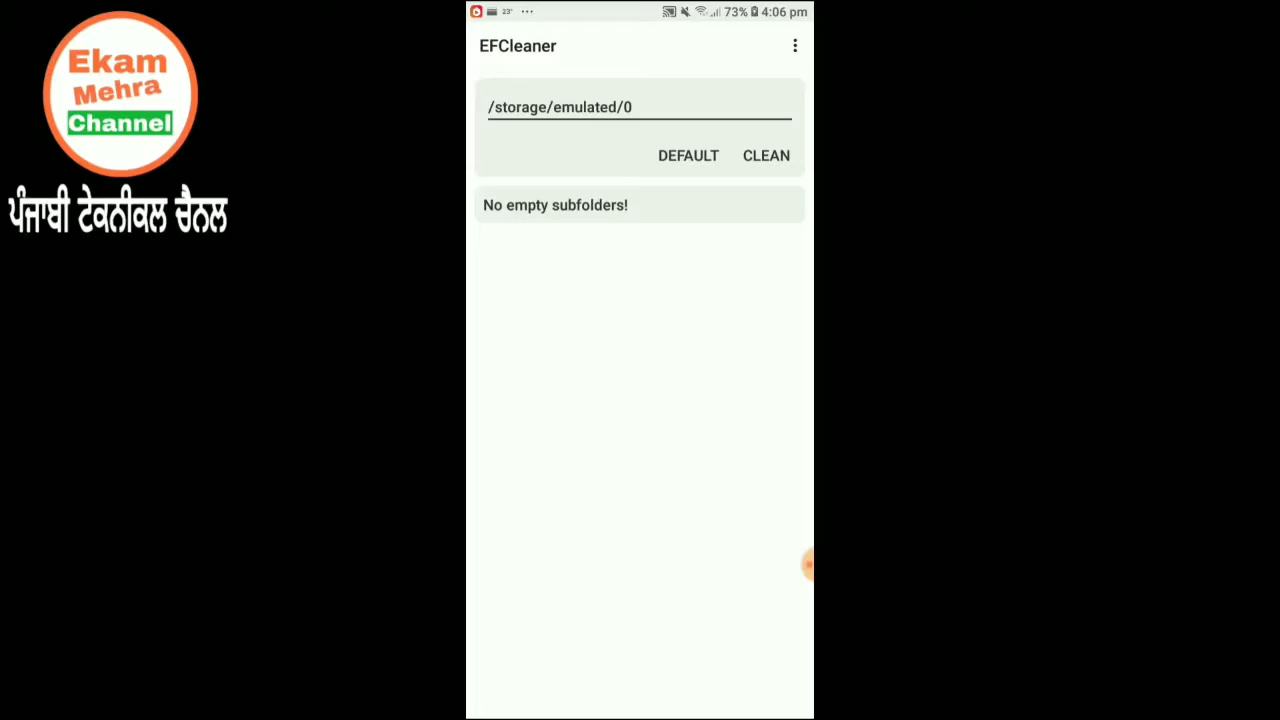 Ekam
Mehra
Channel
ਪੰਜਾਬੀ ਟੇਕਨੀਕਲ ਚੈਨਲ
23° ... 73% 4:06 pm
EFCleaner
/storage/emulated/0
DEFAULT CLEAN
No empty subfolders!